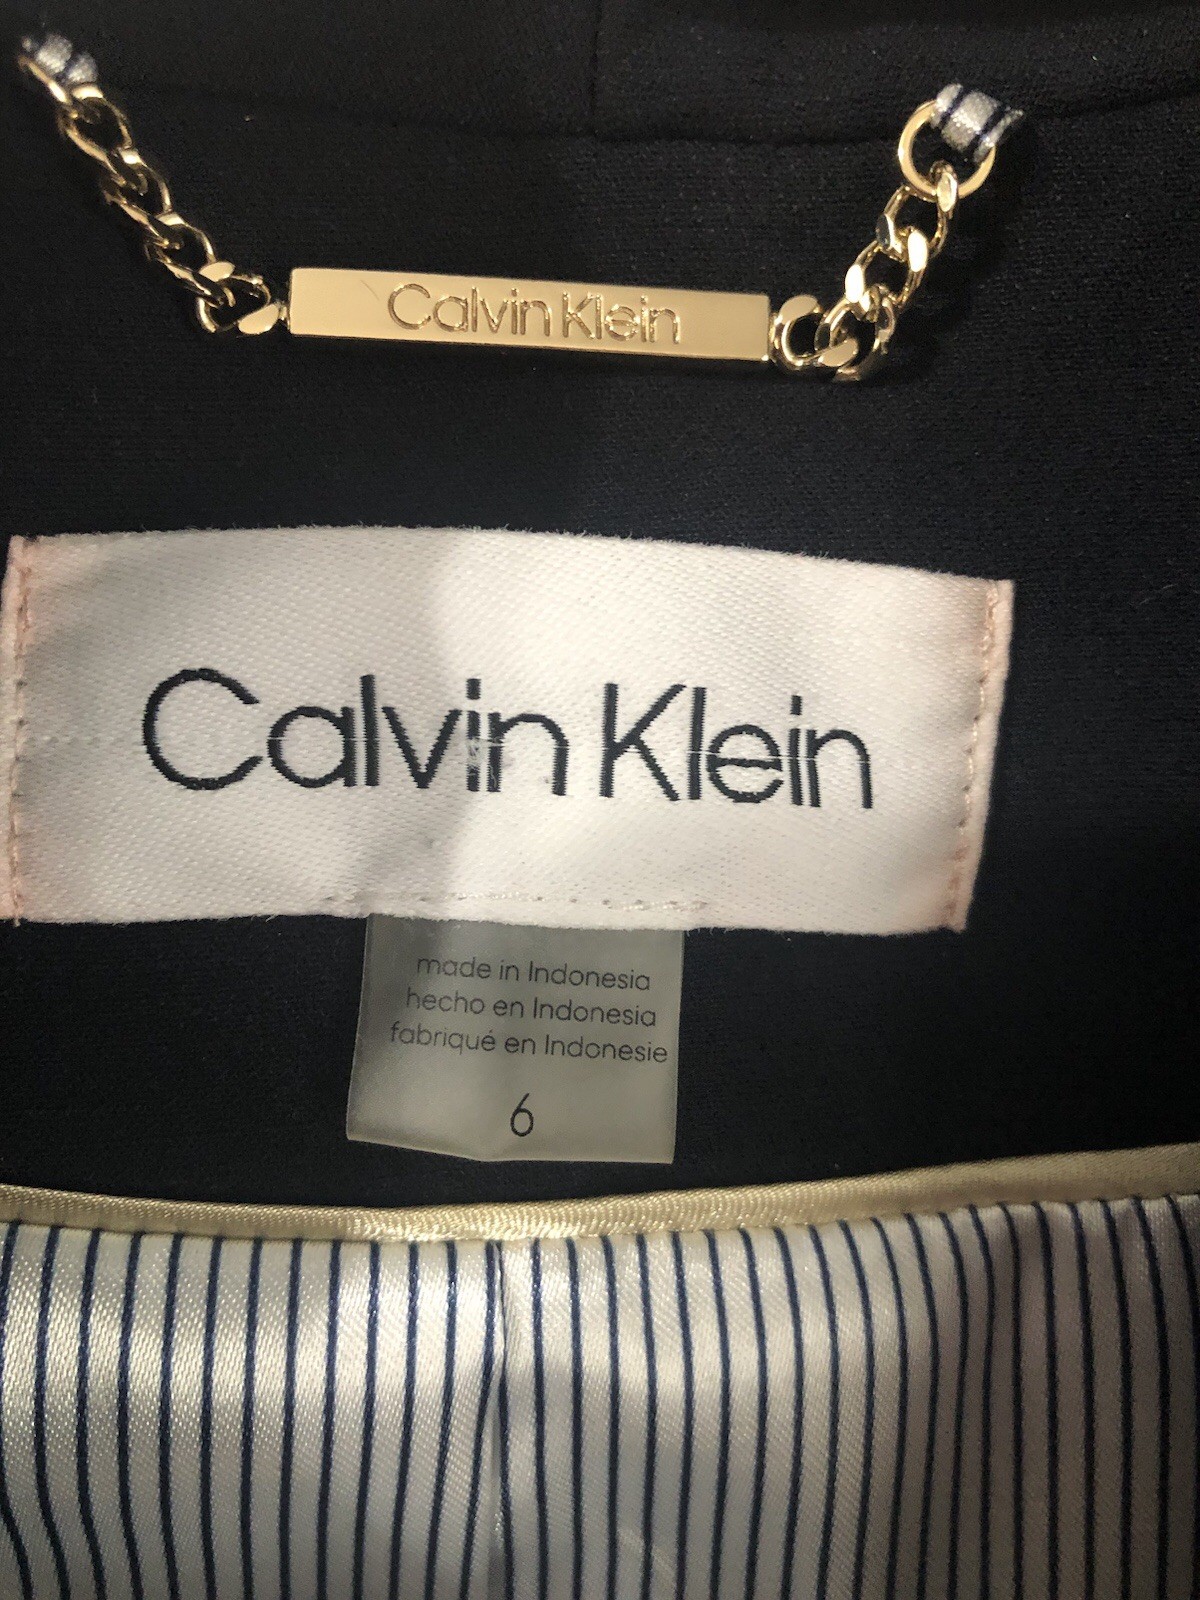 Calvin Klein
Calvin Klein
made in Indonesia
hecho en Indonesia
fabriqué en Indonesie
6